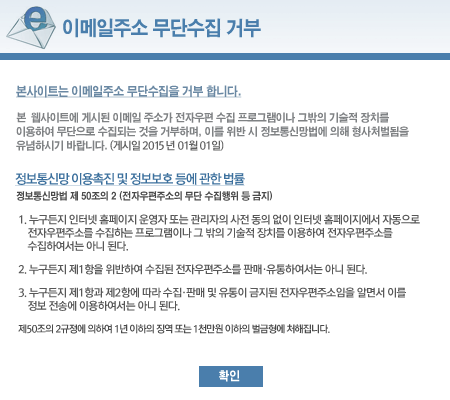 e 이메일주소 무단수집 거부
본사이트는 이메일주소 무단수집을 거부 합니다.
본 웹사이트에 게시된 이메일 주소가 전자우편 수집 프로그램이나 그밖의 기술적 장치를
이용하여 무단으로 수집되는 것을 거부하며, 이를 위반 시 정보통신망법에 의해 형사처벌됨을
유념하시기 바랍니다. (게시일 2015 년 01월 01일)
정보통신망 이용촉진 및 정보보호 등에 관한 법률
정보통신망법 제 50조의 2 (전자우편주소의 무단 수집행위 등 금지)
1. 누구든지 인터넷 홈페이지 운영자 또는 관리자의 사전 동의 없이 인터넷 홈페이지에서 자동으로
전자우편주소를 수집하는 프로그램이나 그 밖의 기술적 장치를 이용하여 전자우편주소를
수집하여서는 아니 된다.
2. 누구든지 제1항을 위반하여 수집된 전자우편주소를 판매·유통하여서는 아니 된다.
3. 누구든지 제1항과 제2항에 따라 수집·판매 및 유통이 금지된 전자우편주소임을 알면서 이를
정보 전송에 이용하여서는 아니 된다.
제50조의 2규정에 의하여 1년 이하의 징역 또는 1천만원 이하의 벌금형에 처해집니다.
확인